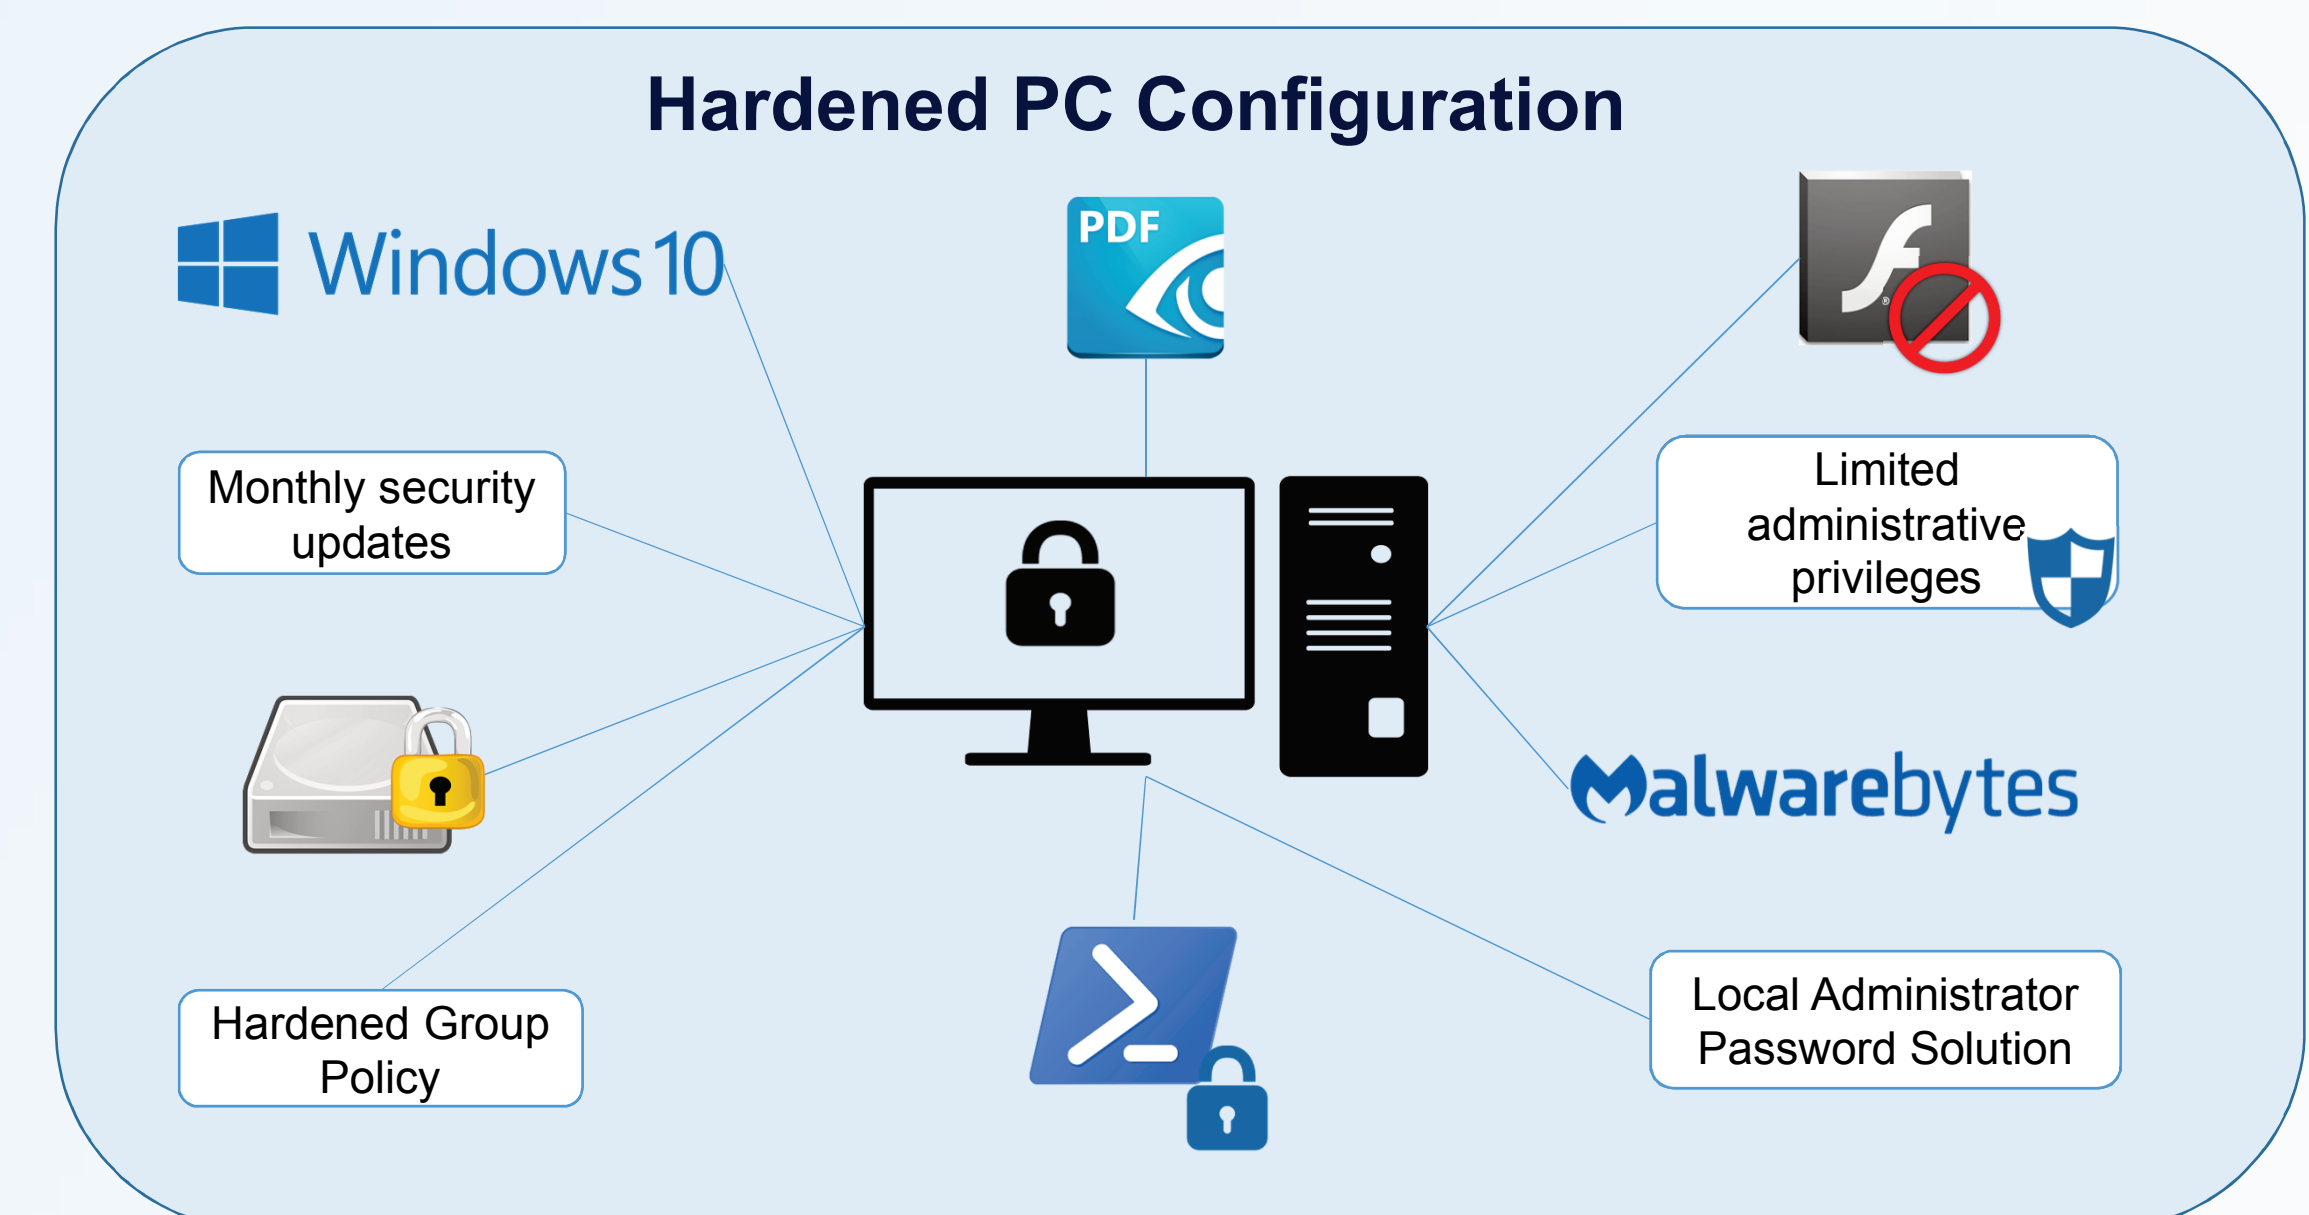 Hardened PC Configuration
Windows 10
PDF
Monthly security
updates
Limited
administrative
privileges
Malwarebytes
Hardened Group
Policy
Local Administrator
Password Solution